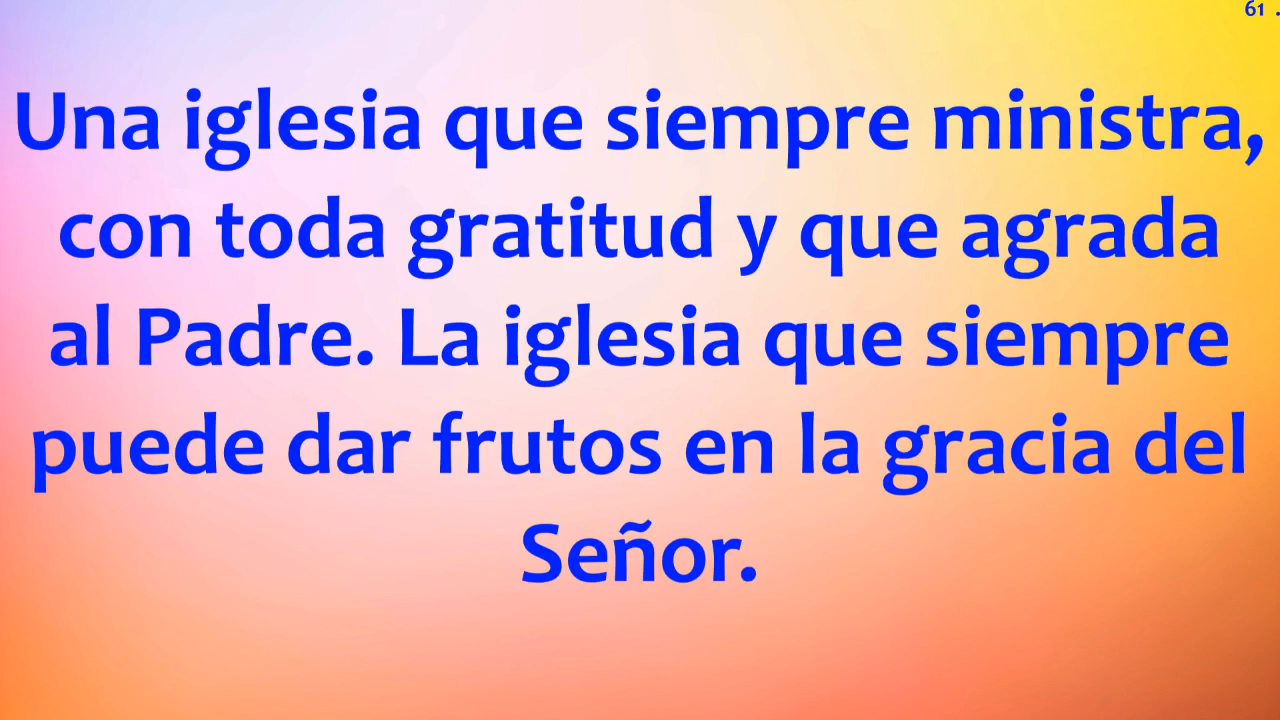 61 .
Una iglesia que siempre ministra,
con toda gratitud y que agrada
al Padre. La iglesia que siempre
puede dar frutos en la gracia del
Señor.